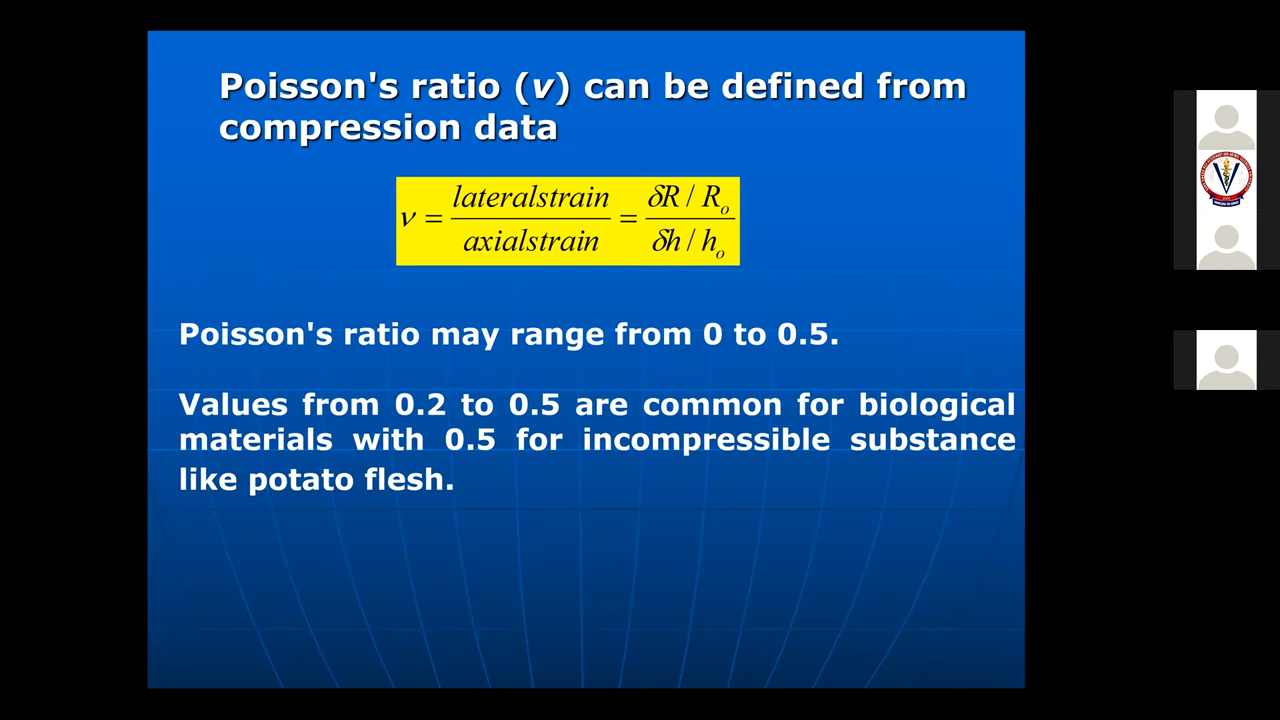 Poisson's ratio (ν) can be defined from
compression data
ν = lateralstrain / axialstrain = δR / Rₒ / δh / hₒ
Poisson's ratio may range from 0 to 0.5.
Values from 0.2 to 0.5 are common for biological
materials with 0.5 for incompressible substance
like potato flesh.